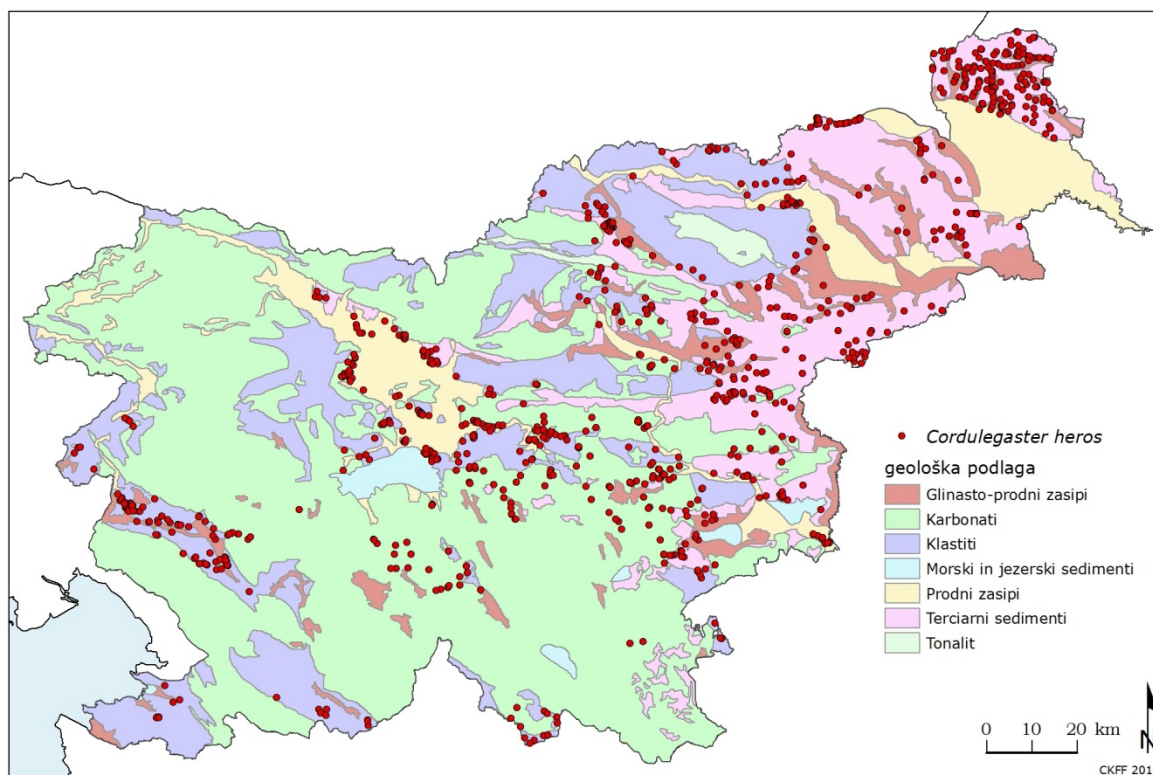 Cordulegaster heros
geološka podlaga
Glinasto-prodni zasipi
Karbonati
Klastiti
Morski in jezerski sedimenti
Prodni zasipi
Terciarni sedimenti
Tonalit
N
0 10 20 km
CKFF